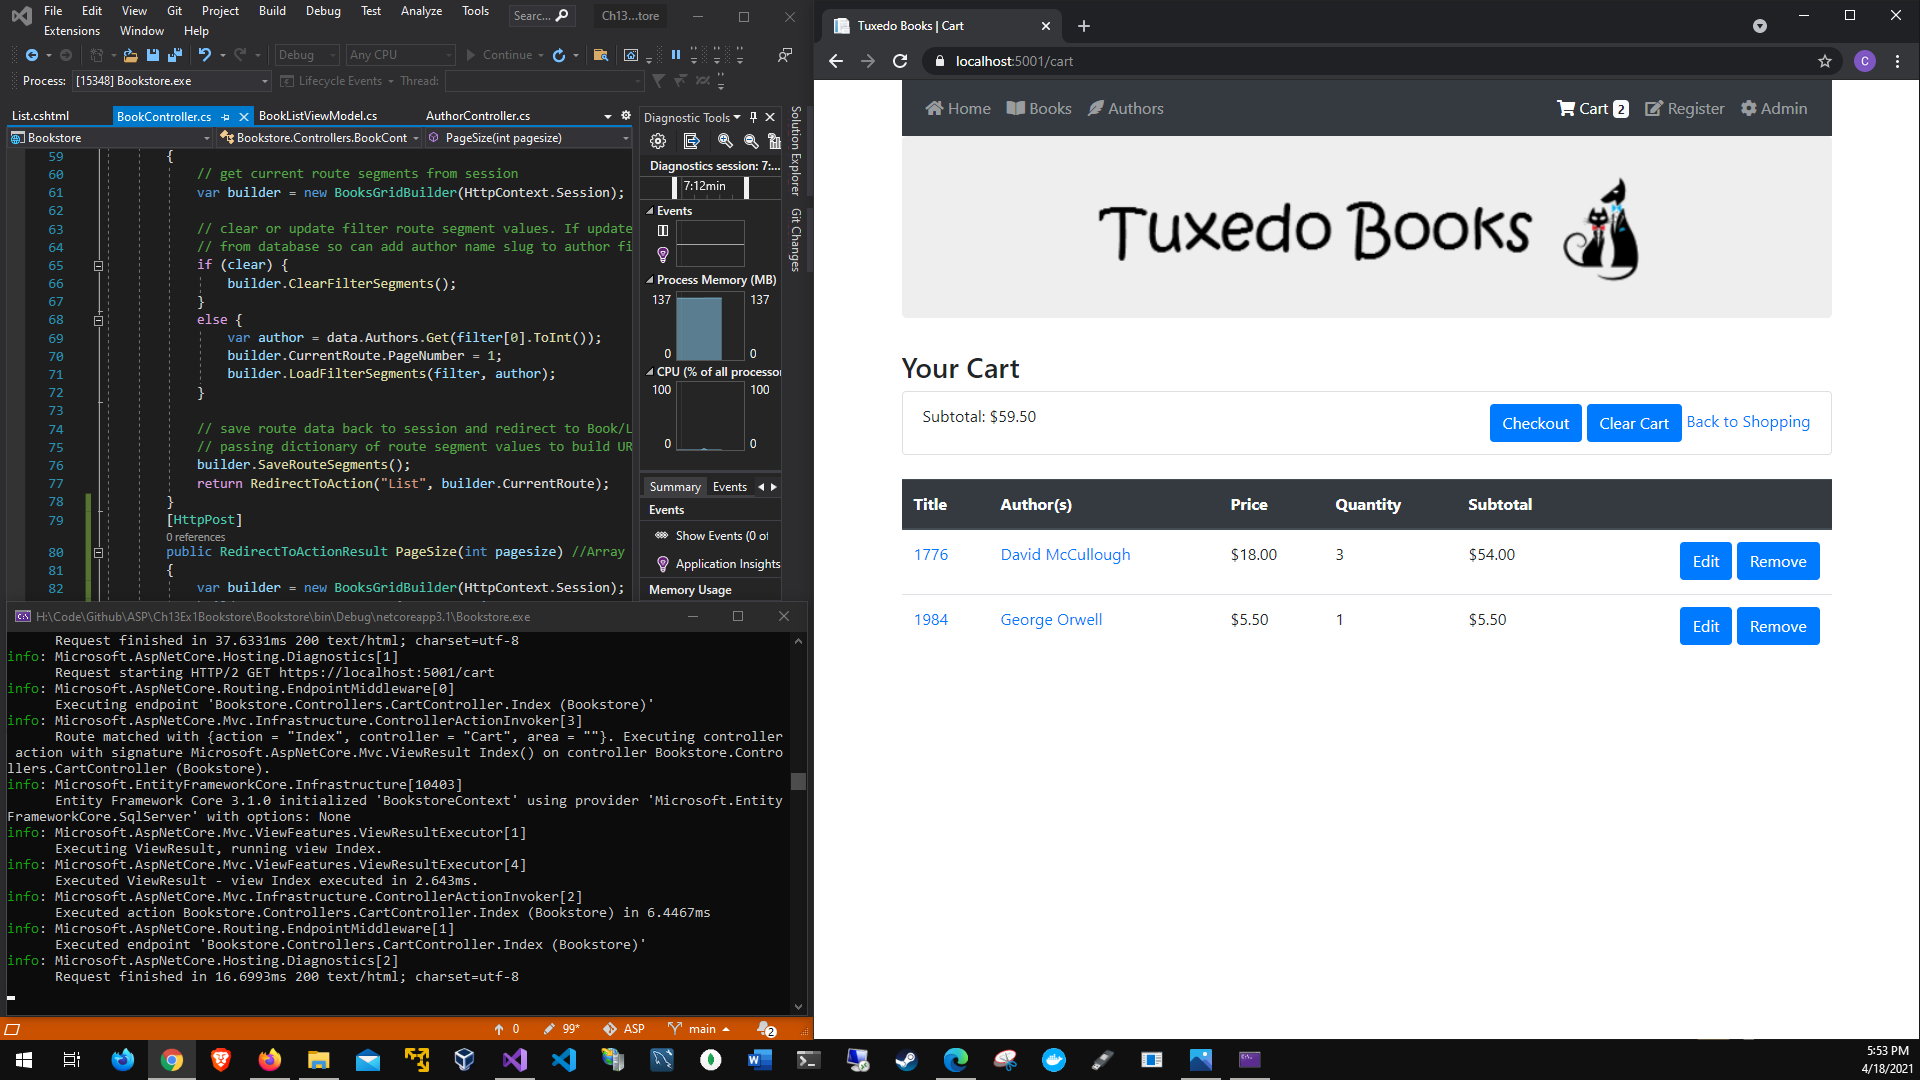 File Edit View Git Project Build Debug Test Analyze Tools Searc... Ch13...tore
Extensions Window Help
Debug Any CPU Continue
Process: [15348] Bookstore.exe Lifecycle Events Thread:
List.cshtml BookController.cs BookListViewModel.cs AuthorController.cs
Bookstore Bookstore.Controllers.BookCont PageSize(int pagesize)
59 {
60 // get current route segments from session
61 var builder = new BooksGridBuilder(HttpContext.Session);
62
63 // clear or update filter route segment values. If update
64 // from database so can add author name slug to author fi
65 if (clear) {
66 builder.ClearFilterSegments();
67 }
68 else {
69 var author = data.Authors.Get(filter[0].ToInt());
70 builder.CurrentRoute.PageNumber = 1;
71 builder.LoadFilterSegments(filter, author);
72 }
73
74 // save route data back to session and redirect to Book/L
75 // passing dictionary of route segment values to build UR
76 builder.SaveRouteSegments();
77 return RedirectToAction("List", builder.CurrentRoute);
78 }
79 [HttpPost]
0 references
80 public RedirectToActionResult PageSize(int pagesize) //Array
81 {
82 var builder = new BooksGridBuilder(HttpContext.Session);
Diagnostic Tools
Diagnostics session: 7:...
7:12min
Events
Process Memory (MB)
137 137
0 0
CPU (% of all processor
100 100
0 0
Summary Events
Events
Show Events (0 of
Application Insights
Memory Usage
Solution Explorer
Git Changes
H:\Code\Github\ASP\Ch13Ex1Bookstore\Bookstore\bin\Debug\netcoreapp3.1\Bookstore.exe
Request finished in 37.6331ms 200 text/html; charset=utf-8
info: Microsoft.AspNetCore.Hosting.Diagnostics[1]
Request starting HTTP/2 GET https://localhost:5001/cart
info: Microsoft.AspNetCore.Routing.EndpointMiddleware[0]
Executing endpoint 'Bookstore.Controllers.CartController.Index (Bookstore)'
info: Microsoft.AspNetCore.Mvc.Infrastructure.ControllerActionInvoker[3]
Route matched with {action = "Index", controller = "Cart", area = ""}. Executing controller
action with signature Microsoft.AspNetCore.Mvc.ViewResult Index() on controller Bookstore.Contro
llers.CartController (Bookstore).
info: Microsoft.EntityFrameworkCore.Infrastructure[10403]
Entity Framework Core 3.1.0 initialized 'BookstoreContext' using provider 'Microsoft.Entity
FrameworkCore.SqlServer' with options: None
info: Microsoft.AspNetCore.Mvc.ViewFeatures.ViewResultExecutor[1]
Executing ViewResult, running view Index.
info: Microsoft.AspNetCore.Mvc.ViewFeatures.ViewResultExecutor[4]
Executed ViewResult - view Index executed in 2.643ms.
info: Microsoft.AspNetCore.Mvc.Infrastructure.ControllerActionInvoker[2]
Executed action Bookstore.Controllers.CartController.Index (Bookstore) in 6.4467ms
info: Microsoft.AspNetCore.Routing.EndpointMiddleware[1]
Executed endpoint 'Bookstore.Controllers.CartController.Index (Bookstore)'
info: Microsoft.AspNetCore.Hosting.Diagnostics[2]
Request finished in 16.6993ms 200 text/html; charset=utf-8
0 99* ASP main 2
Tuxedo Books | Cart
localhost:5001/cart C
Home Books Authors Cart 2 Register Admin
Tuxedo Books
Your Cart
Subtotal: $59.50 Checkout Clear Cart Back to Shopping
Title Author(s) Price Quantity Subtotal
1776 David McCullough $18.00 3 $54.00 Edit Remove
1984 George Orwell $5.50 1 $5.50 Edit Remove
5:53 PM
4/18/2021